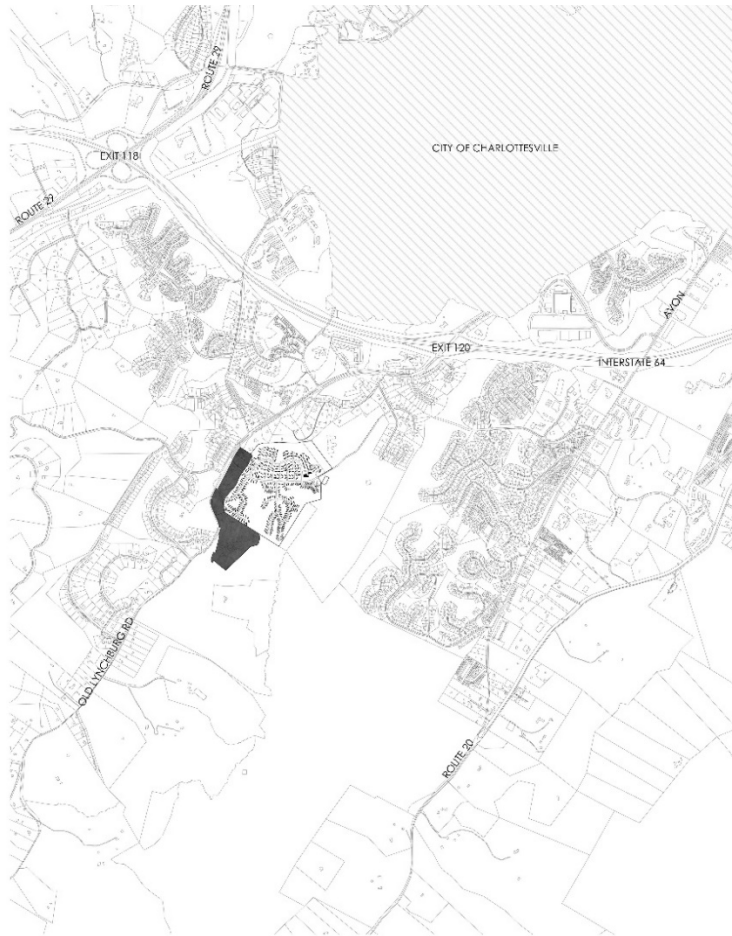 ROUTE 29
EXIT 118
CITY OF CHARLOTTESVILLE
ROUTE 29
AVON
EXIT 120
INTERSTATE 64
OLD LYNCHBURG RD
ROUTE 20